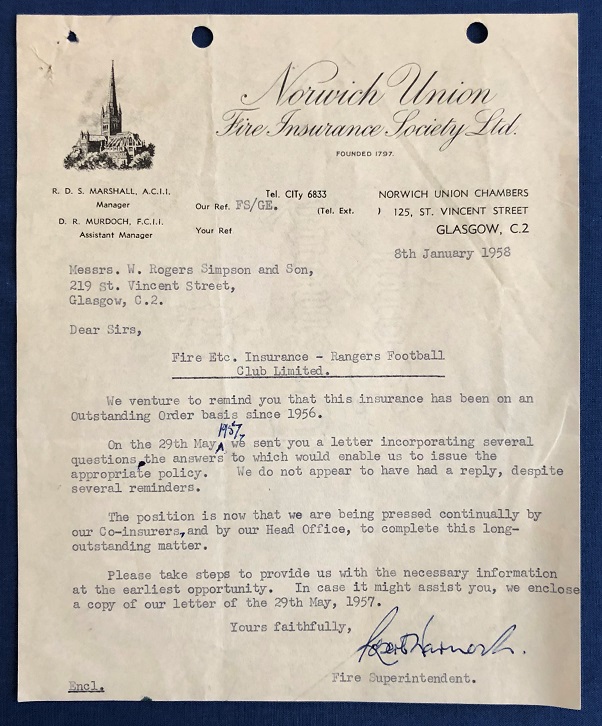 Norwich Union
Fire Insurance Society Ltd.
FOUNDED 1797.
R. D. S. MARSHALL, A.C.I.I.
Manager
D. R. MURDOCH, F.C.I.I.
Assistant Manager
Tel. CITy 6833
Our Ref. FS/GE. (Tel. Ext. )
Your Ref
NORWICH UNION CHAMBERS
125, ST. VINCENT STREET
GLASGOW, C.2
8th January 1958
Messrs. W. Rogers Simpson and Son,
219 St. Vincent Street,
Glasgow, C.2.
Dear Sirs,
Fire Etc. Insurance - Rangers Football
Club Limited.
We venture to remind you that this insurance has been on an
Outstanding Order basis since 1956.
1957,
On the 29th May we sent you a letter incorporating several
questions, the answers to which would enable us to issue the
appropriate policy. We do not appear to have had a reply, despite
several reminders.
The position is now that we are being pressed continually by
our Co-insurers, and by our Head Office, to complete this long-
outstanding matter.
Please take steps to provide us with the necessary information
at the earliest opportunity. In case it might assist you, we enclose
a copy of our letter of the 29th May, 1957.
Yours faithfully,
Fire Superintendent.
Encl.